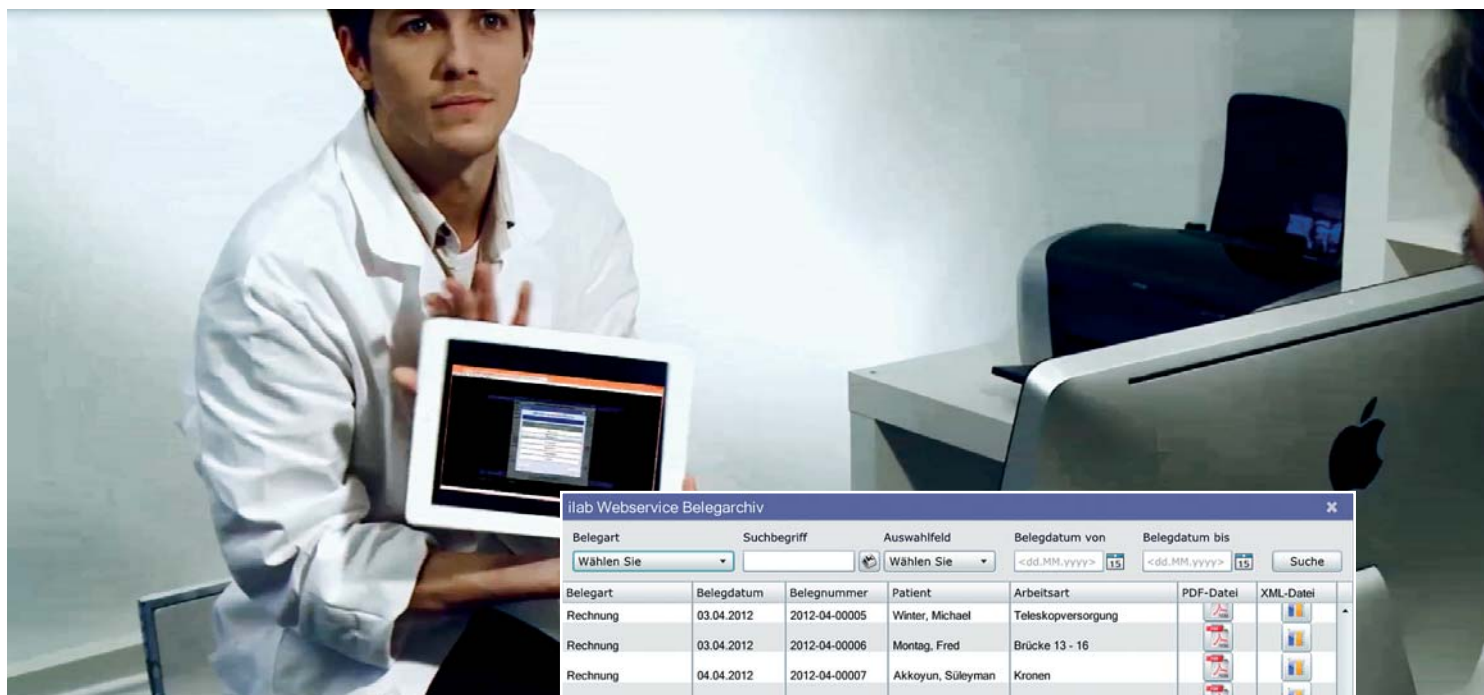 ilab Webservice Belegarchiv
Belegart Suchbegriff Auswahlfeld Belegdatum von Belegdatum bis
Wählen Sie Wählen Sie <dd.MM.yyyy> 15 <dd.MM.yyyy> 15 Suche
Belegart Belegdatum Belegnummer Patient Arbeitsart PDF-Datei XML-Datei
Rechnung 03.04.2012 2012-04-00005 Winter, Michael Teleskopversorgung
Rechnung 03.04.2012 2012-04-00006 Montag, Fred Brücke 13 - 16
Rechnung 04.04.2012 2012-04-00007 Akkoyun, Süleyman Kronen